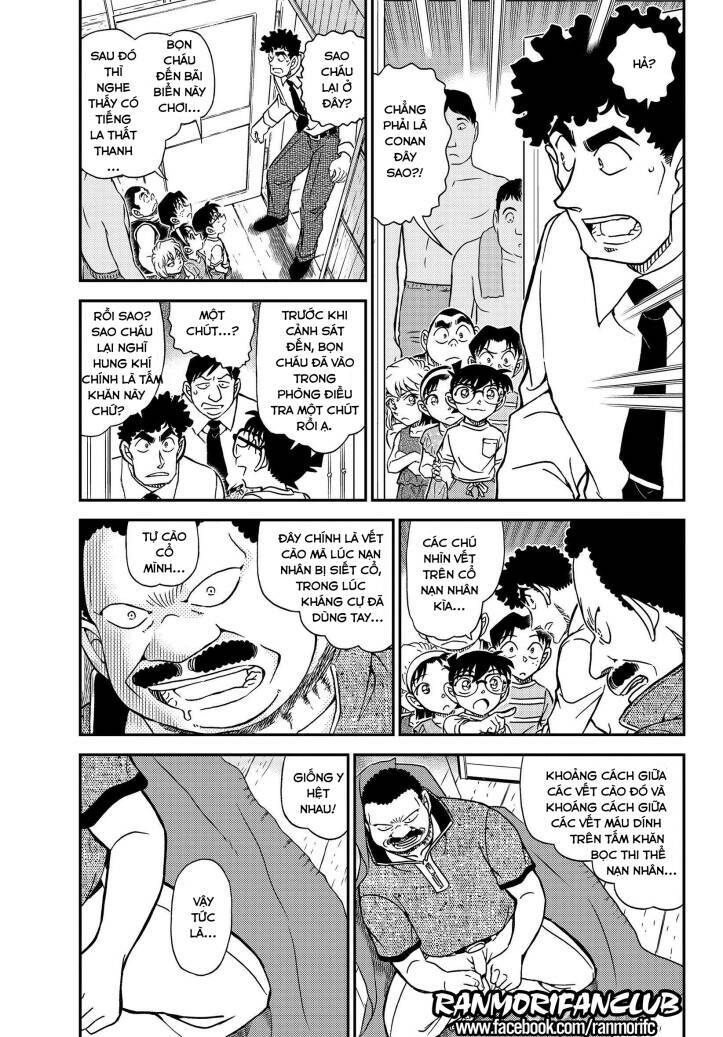 HẢ?
CHẲNG
PHẢI LÀ
CONAN
ĐÂY
SAO?!
SAO
CHÁU
LẠI Ở
ĐÂY?
BỌN
CHÁU
ĐẾN BÃI
BIỂN NÀY
CHƠI...
SAU ĐÓ
THÌ
NGHE
THẤY CÓ
TIẾNG
LA THẤT
THANH
...
TRƯỚC KHI
CẢNH SÁT
ĐẾN, BỌN
CHÁU ĐÃ VÀO
TRONG
PHÒNG ĐIỀU
TRA MỘT CHÚT
RỒI Ạ.
MỘT
CHÚT...?
RỒI SAO?
SAO CHÁU
LẠI NGHĨ
HUNG KHÍ
CHÍNH LÀ TẤM
KHĂN NÀY
CHỨ?
CÁC CHÚ
NHÌN VẾT
TRÊN CỔ
NẠN NHÂN
KÌA...
ĐÂY CHÍNH LÀ VẾT
CÀO MÀ LÚC NẠN
NHÂN BỊ SIẾT CỔ,
TRONG LÚC
KHÁNG CỰ ĐÃ
DÙNG TAY...
TỰ CÀO
CỔ
MÌNH...
KHOẢNG CÁCH GIỮA
CÁC VẾT CÀO ĐÓ VÀ
KHOẢNG CÁCH GIỮA
CÁC VẾT MÁU DÍNH
TRÊN TẤM KHĂN
BỌC THI THỂ
NẠN NHÂN...
GIỐNG Y
HỆT
NHAU!
VẬY
TỨC
LÀ...
RANMORIFANCLUB
www.facebook.com/ranmorifc